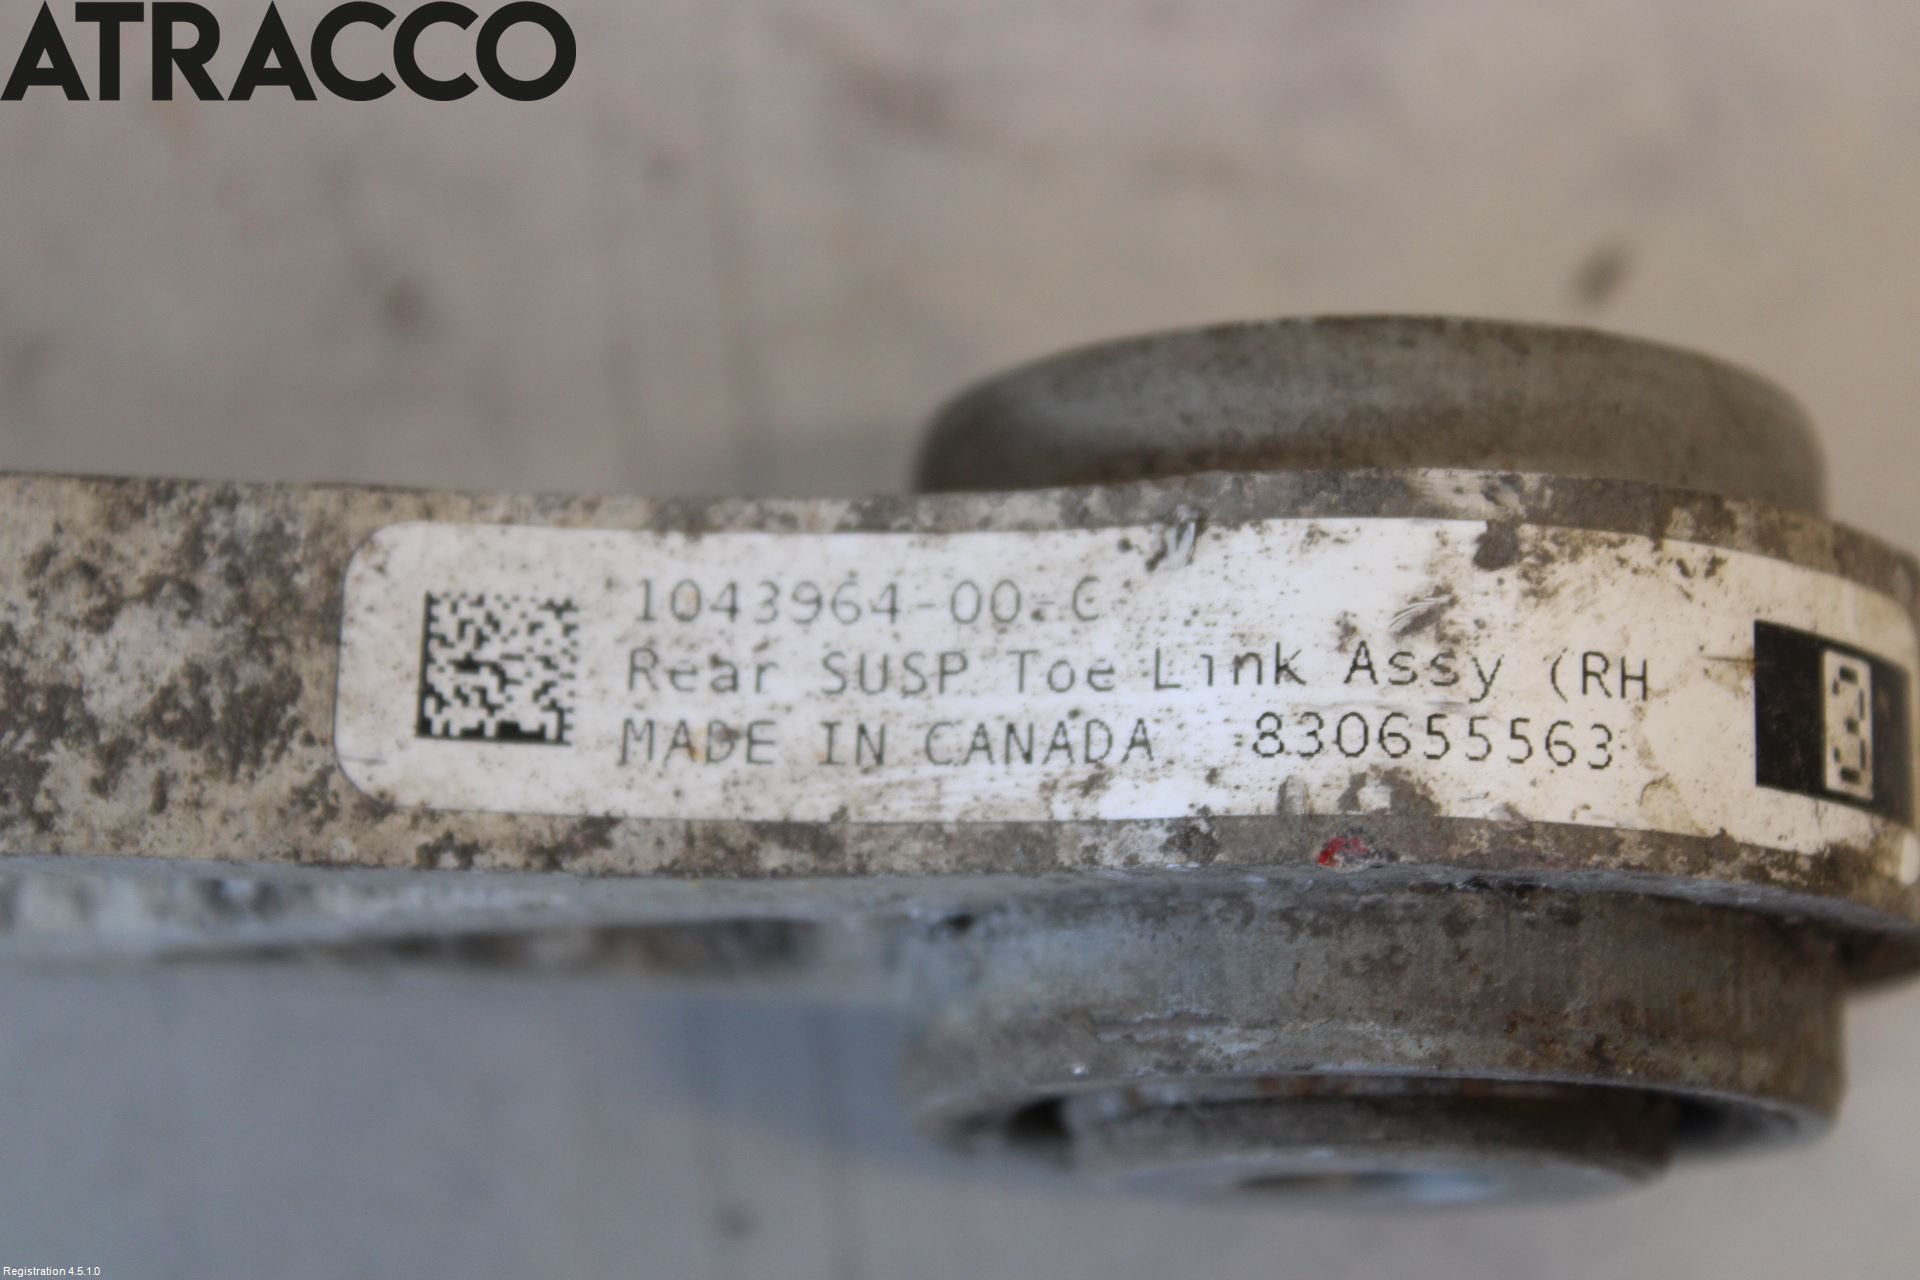 ATRACCO
1043964-00-C
Rear SUSP Toe Link Assy (RH
MADE IN CANADA 830655563
Registration 4.5.1.0